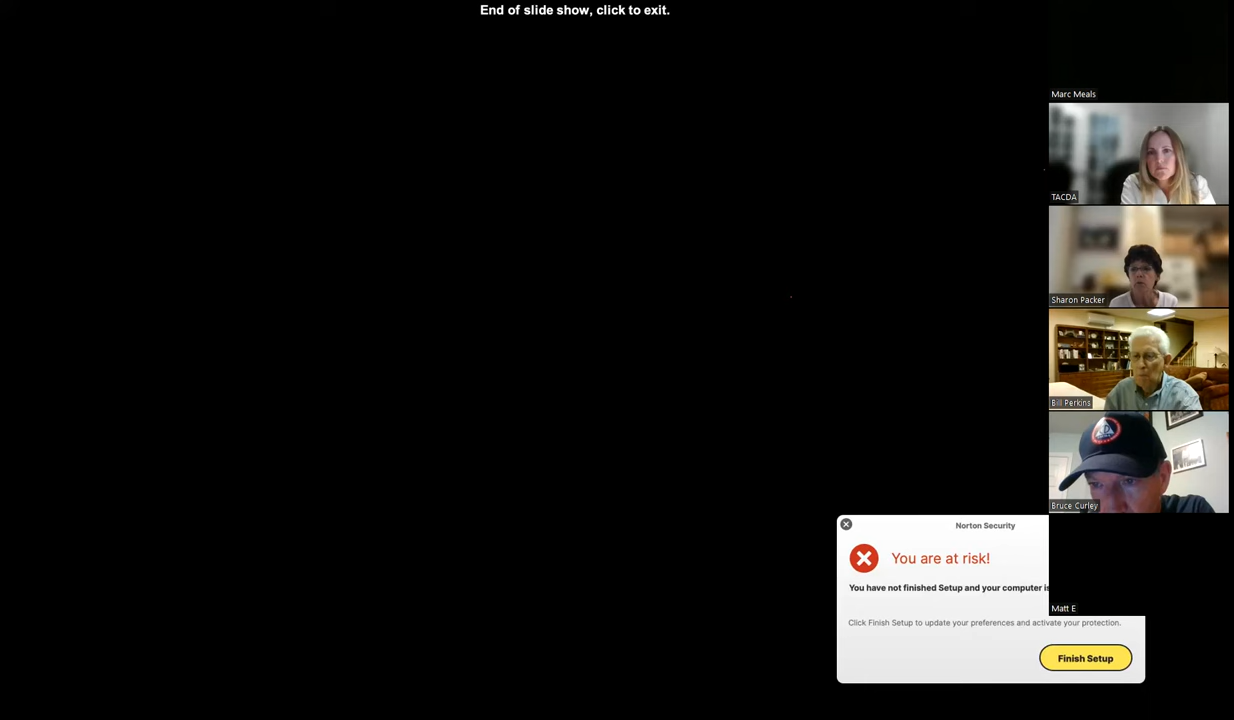 End of slide show, click to exit.
Marc Meals
TACDA
Sharon Packer
Bill Perkins
Bruce Curley
Norton Security
You are at risk!
You have not finished Setup and your computer is
Matt E
Click Finish Setup to update your preferences and activate your protection.
Finish Setup